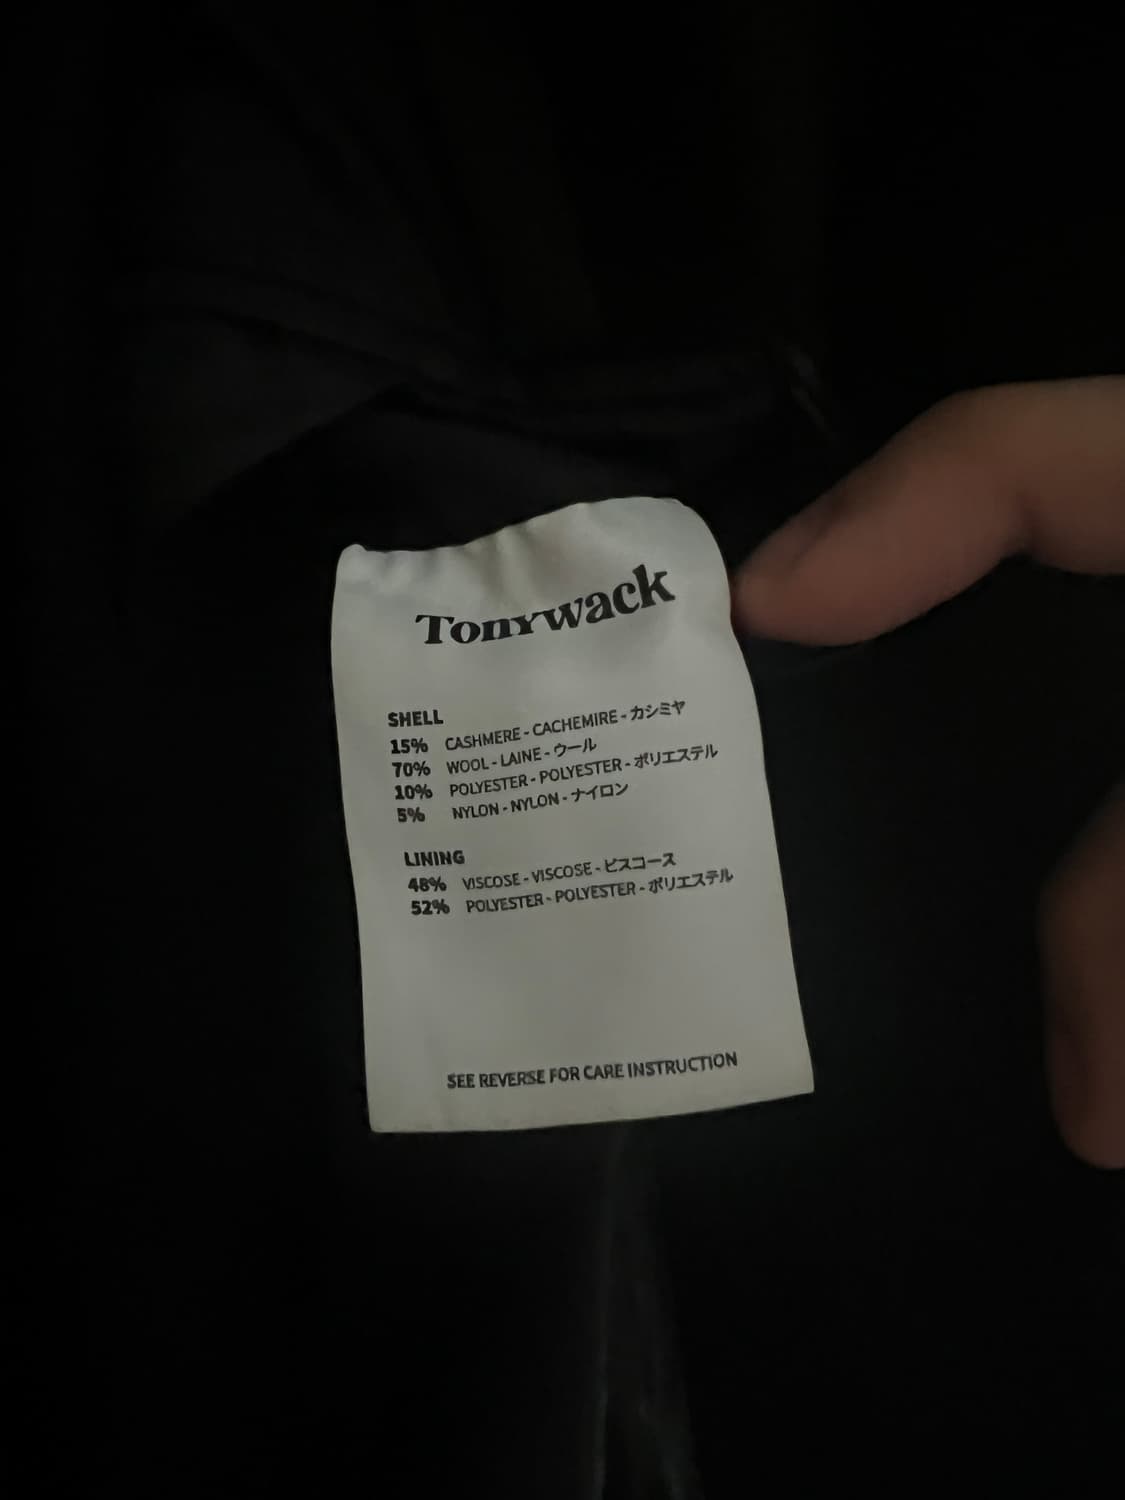 Tonywack
SHELL
15% CASHMERE - CACHEMIRE - カシミヤ
70% WOOL - LAINE - ウール
10% POLYESTER - POLYESTER - ポリエステル
5% NYLON - NYLON - ナイロン
LINING
48% VISCOSE - VISCOSE - ビスコース
52% POLYESTER - POLYESTER - ポリエステル
SEE REVERSE FOR CARE INSTRUCTION